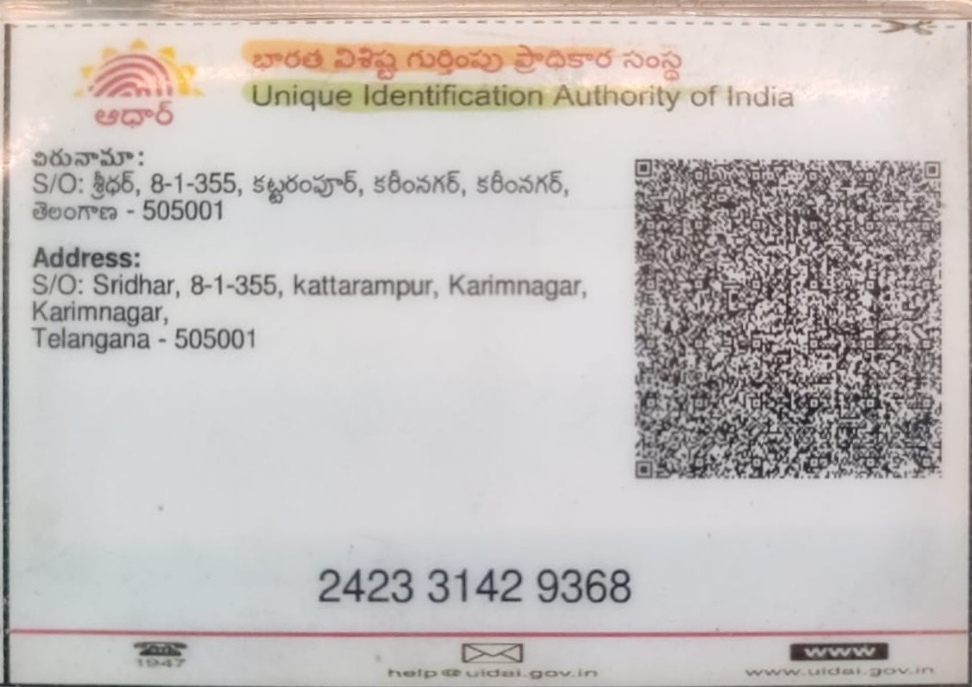 భారత విశిష్ట గుర్తింపు ప్రాధికార సంస్థ
Unique Identification Authority of India
ఆధార్
చిరునామా:
S/O: శ్రీధర్, 8-1-355, కట్టరంపూర్, కరీంనగర్, కరీంనగర్,
తెలంగాణ - 505001
Address:
S/O: Sridhar, 8-1-355, kattarampur, Karimnagar,
Karimnagar,
Telangana - 505001
2423 3142 9368
1947
help@uidai.gov.in
www
www.uidai.gov.in